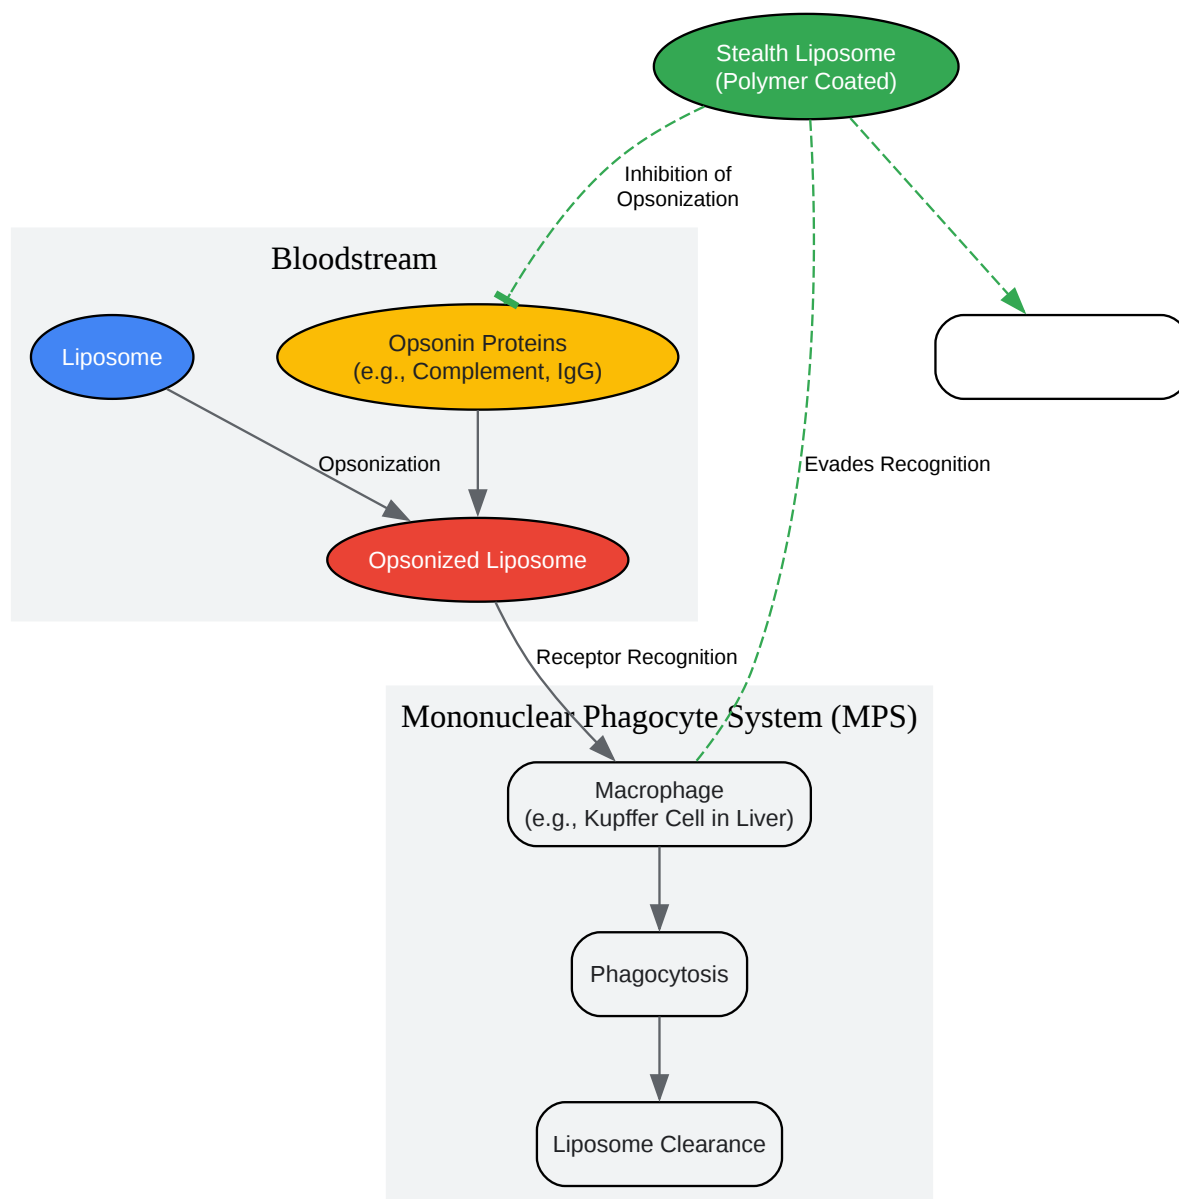 Stealth Liposome
(Polymer Coated)
Inhibition of
Opsonization
Bloodstream
Liposome
Opsonin Proteins
(e.g., Complement, IgG)
Opsonization
Evades Recognition
Opsonized Liposome
Receptor Recognition
Mononuclear Phagocyte System (MPS)
Macrophage
(e.g., Kupffer Cell in Liver)
Phagocytosis
Liposome Clearance